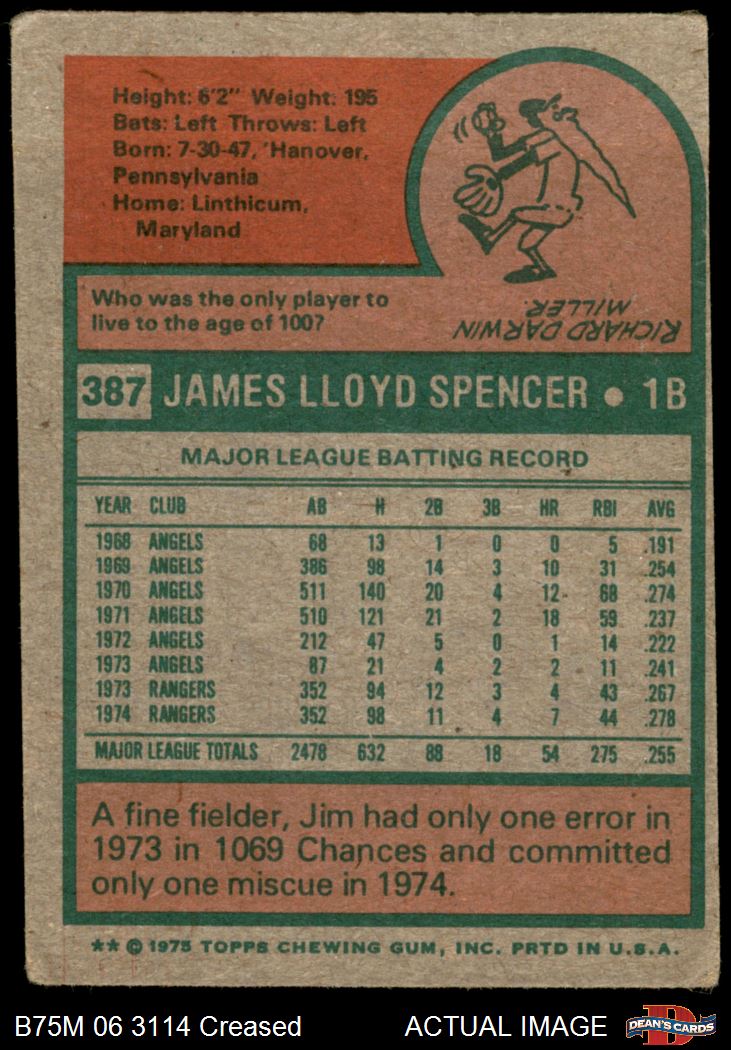 Height: 6'2" Weight: 195
Bats: Left Throws: Left
Born: 7-30-47, 'Hanover,
Pennsylvania
Home: Linthicum,
Maryland
Who was the only player to
live to the age of 100?
RICHARD DARWIN
MILLER.
387 JAMES LLOYD SPENCER • 1B
MAJOR LEAGUE BATTING RECORD
YEAR CLUB AB H 2B 3B HR RBI AVG
1968 ANGELS 68 13 1 0 0 5 .191
1969 ANGELS 386 98 14 3 10 31 .254
1970 ANGELS 511 140 20 4 12 68 .274
1971 ANGELS 510 121 21 2 18 59 .237
1972 ANGELS 212 47 5 0 1 14 .222
1973 ANGELS 87 21 4 2 2 11 .241
1973 RANGERS 352 94 12 3 4 43 .267
1974 RANGERS 352 98 11 4 7 44 .278
MAJOR LEAGUE TOTALS 2478 632 88 18 54 275 .255
A fine fielder, Jim had only one error in
1973 in 1069 Chances and committed
only one miscue in 1974.
** © 1975 TOPPS CHEWING GUM, INC. PRTD IN U.S.A.
B75M 06 3114 Creased ACTUAL IMAGE
D
DEAN'S CARDS